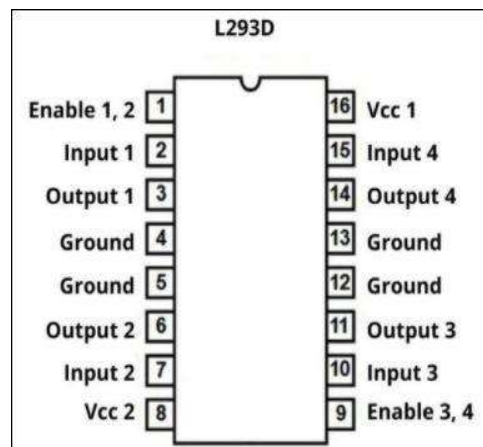 L293D
Enable 1, 2 1 16 Vcc 1
Input 1 2 15 Input 4
Output 1 3 14 Output 4
Ground 4 13 Ground
Ground 5 12 Ground
Output 2 6 11 Output 3
Input 2 7 10 Input 3
Vcc 2 8 9 Enable 3, 4